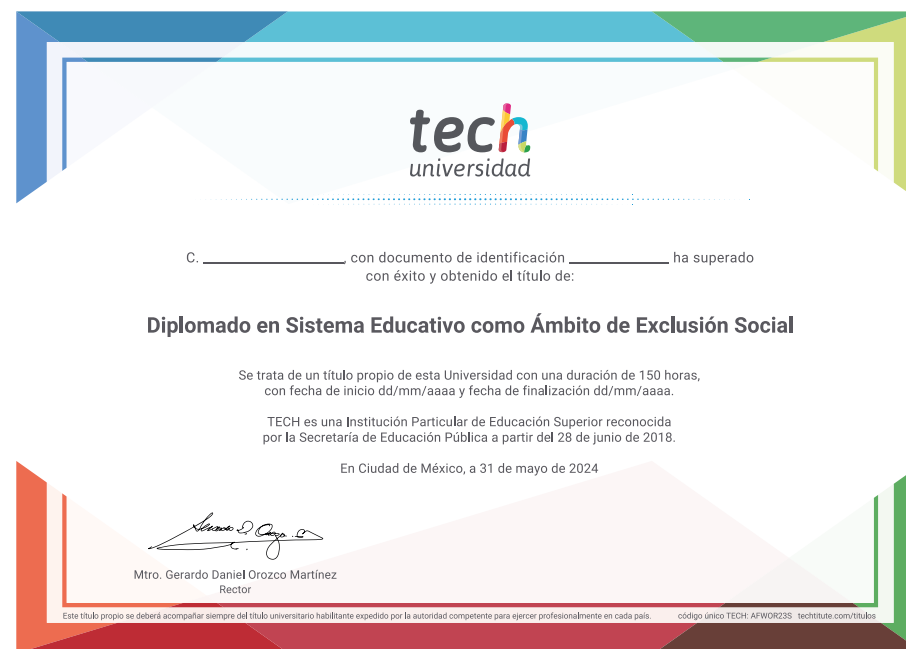 tech
universidad
C. ____________________, con documento de identificación ______________ ha superado
con éxito y obtenido el título de:
Diplomado en Sistema Educativo como Ámbito de Exclusión Social
Se trata de un título propio de esta Universidad con una duración de 150 horas,
con fecha de inicio dd/mm/aaaa y fecha de finalización dd/mm/aaaa.
TECH es una Institución Particular de Educación Superior reconocida
por la Secretaría de Educación Pública a partir del 28 de junio de 2018.
En Ciudad de México, a 31 de mayo de 2024
Mtro. Gerardo Daniel Orozco Martínez
Rector
Este título propio se deberá acompañar siempre del título universitario habilitante expedido por la autoridad competente para ejercer profesionalmente en cada país. código único TECH: AFWOR23S techtitute.com/titulos